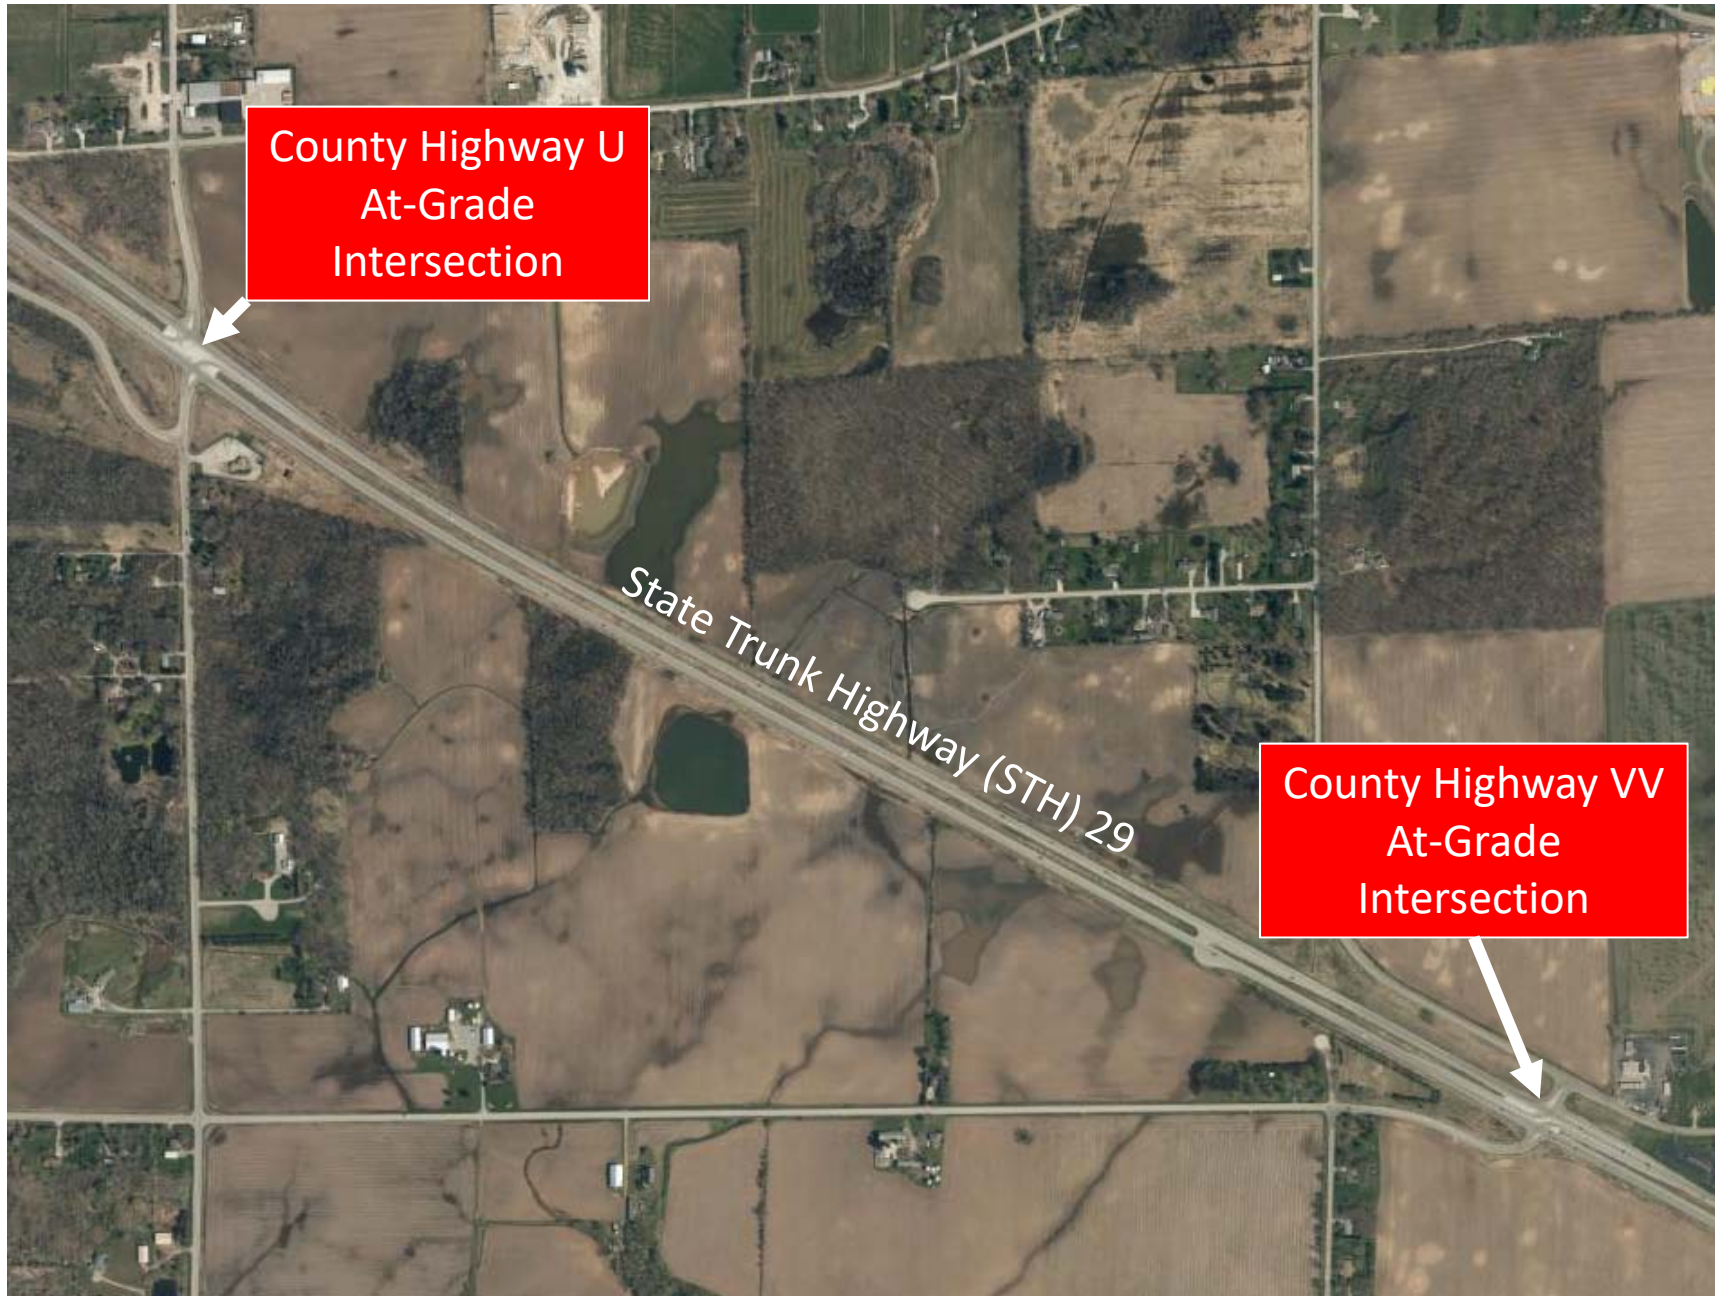 County Highway U
At-Grade
Intersection
State Trunk Highway (STH) 29
County Highway VV
At-Grade
Intersection